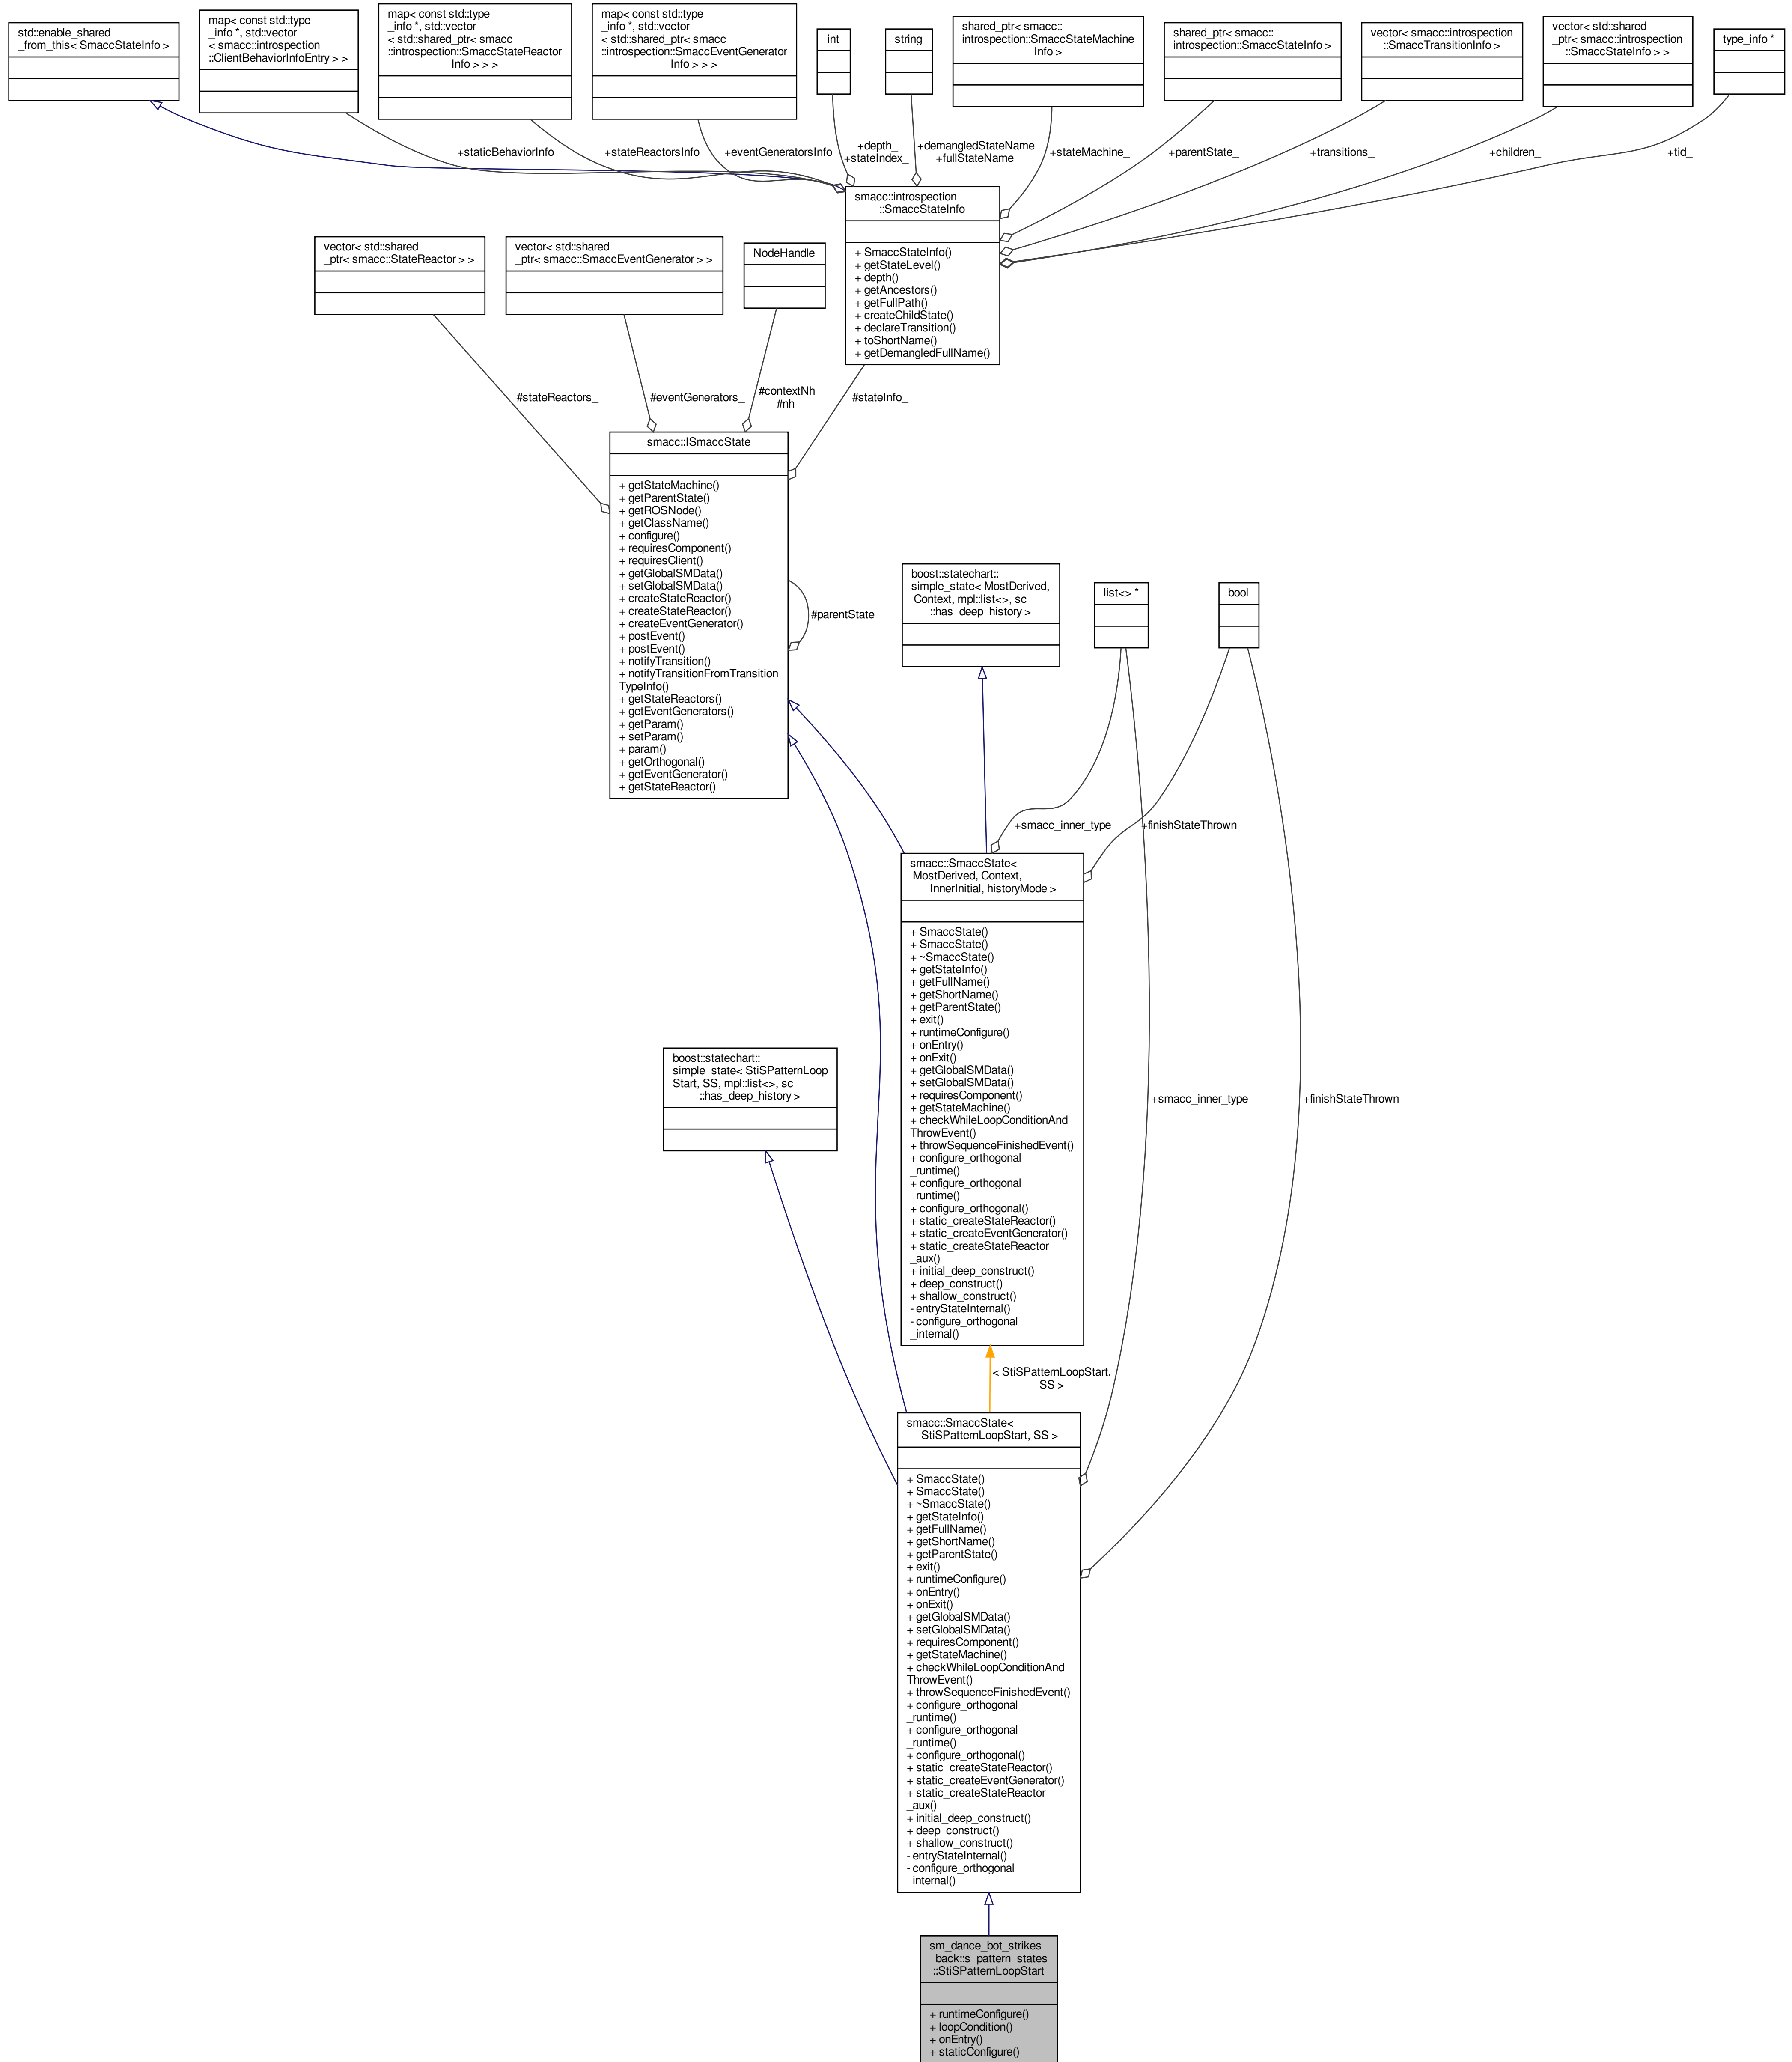 std::enable_shared
_from_this< SmaccStateInfo >
map< const std::type
_info *, std::vector
< smacc::introspection
::ClientBehaviorInfoEntry > >
map< const std::type
_info *, std::vector
< std::shared_ptr< smacc
::introspection::SmaccStateReactor
Info > > >
map< const std::type
_info *, std::vector
< std::shared_ptr< smacc
::introspection::SmaccEventGenerator
Info > > >
int
string
shared_ptr< smacc::
introspection::SmaccStateMachine
Info >
shared_ptr< smacc::
introspection::SmaccStateInfo >
vector< smacc::introspection
::SmaccTransitionInfo >
vector< std::shared
_ptr< smacc::introspection
::SmaccStateInfo > >
type_info *
+staticBehaviorInfo
+stateReactorsInfo
+eventGeneratorsInfo
+depth_
+stateIndex_
+demangledStateName
+fullStateName
+stateMachine_
+parentState_
+transitions_
+children_
+tid_
smacc::introspection
::SmaccStateInfo
+ SmaccStateInfo()
+ getStateLevel()
+ depth()
+ getAncestors()
+ getFullPath()
+ createChildState()
+ declareTransition()
+ toShortName()
+ getDemangledFullName()
vector< std::shared
_ptr< smacc::StateReactor > >
vector< std::shared
_ptr< smacc::SmaccEventGenerator > >
NodeHandle
#stateReactors_
#eventGenerators_
#contextNh
#nh
#stateInfo_
smacc::ISmaccState
+ getStateMachine()
+ getParentState()
+ getROSNode()
+ getClassName()
+ configure()
+ requiresComponent()
+ requiresClient()
+ getGlobalSMData()
+ setGlobalSMData()
+ createStateReactor()
+ createStateReactor()
+ createEventGenerator()
+ postEvent()
+ postEvent()
+ notifyTransition()
+ notifyTransitionFromTransition
TypeInfo()
+ getStateReactors()
+ getEventGenerators()
+ getParam()
+ setParam()
+ param()
+ getOrthogonal()
+ getEventGenerator()
+ getStateReactor()
#parentState_
boost::statechart::
simple_state< MostDerived,
Context, mpl::list<>, sc
::has_deep_history >
list<> *
bool
+smacc_inner_type
+finishStateThrown
smacc::SmaccState<
MostDerived, Context,
InnerInitial, historyMode >
+ SmaccState()
+ SmaccState()
+ ~SmaccState()
+ getStateInfo()
+ getFullName()
+ getShortName()
+ getParentState()
+ exit()
+ runtimeConfigure()
+ onEntry()
+ onExit()
+ getGlobalSMData()
+ setGlobalSMData()
+ requiresComponent()
+ getStateMachine()
+ checkWhileLoopConditionAnd
ThrowEvent()
+ throwSequenceFinishedEvent()
+ configure_orthogonal
_runtime()
+ configure_orthogonal
_runtime()
+ configure_orthogonal()
+ static_createStateReactor()
+ static_createEventGenerator()
+ static_createStateReactor
_aux()
+ initial_deep_construct()
+ deep_construct()
+ shallow_construct()
- entryStateInternal()
- configure_orthogonal
_internal()
boost::statechart::
simple_state< StiSPatternLoop
Start, SS, mpl::list<>, sc
::has_deep_history >
+smacc_inner_type
+finishStateThrown
< StiSPatternLoopStart,
SS >
smacc::SmaccState<
StiSPatternLoopStart, SS >
+ SmaccState()
+ SmaccState()
+ ~SmaccState()
+ getStateInfo()
+ getFullName()
+ getShortName()
+ getParentState()
+ exit()
+ runtimeConfigure()
+ onEntry()
+ onExit()
+ getGlobalSMData()
+ setGlobalSMData()
+ requiresComponent()
+ getStateMachine()
+ checkWhileLoopConditionAnd
ThrowEvent()
+ throwSequenceFinishedEvent()
+ configure_orthogonal
_runtime()
+ configure_orthogonal
_runtime()
+ configure_orthogonal()
+ static_createStateReactor()
+ static_createEventGenerator()
+ static_createStateReactor
_aux()
+ initial_deep_construct()
+ deep_construct()
+ shallow_construct()
- entryStateInternal()
- configure_orthogonal
_internal()
sm_dance_bot_strikes
_back::s_pattern_states
::StiSPatternLoopStart
+ runtimeConfigure()
+ loopCondition()
+ onEntry()
+ staticConfigure()